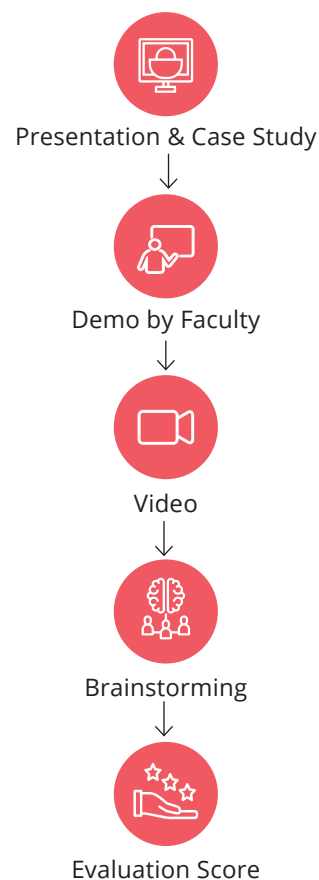 Presentation & Case Study
Demo by Faculty
Video
Brainstorming
Evaluation Score